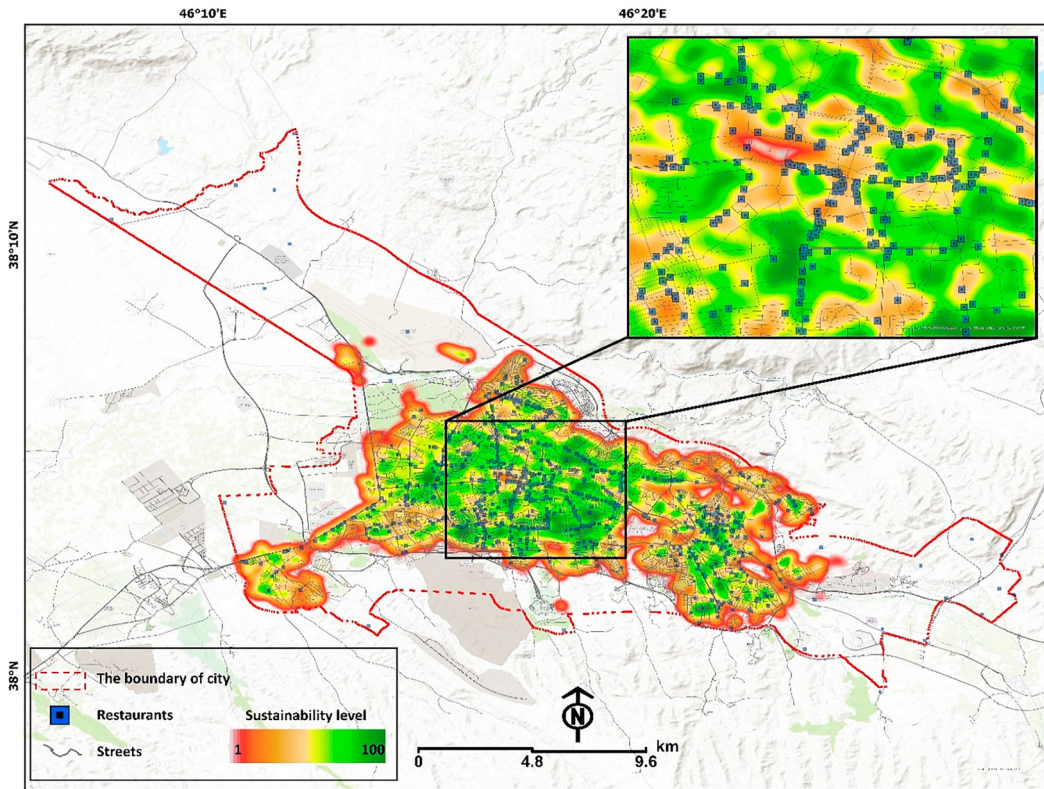 46°10'E 46°20'E
38°10'N
38°N
The boundary of city
Restaurants
Streets
Sustainability level
1 100
N
km
0 4.8 9.6